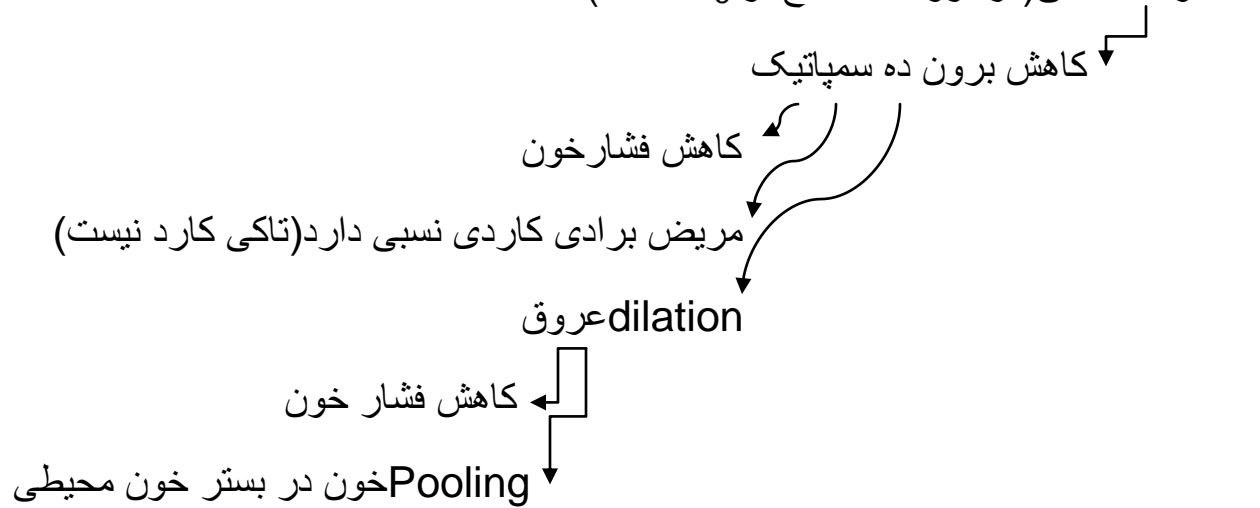 کاهش برون ده سمپاتیک
کاهش فشارخون
مریض برادی کاردی نسبی دارد(تاکی کارد نیست)
dilationعروق
کاهش فشار خون
Poolingخون در بستر خون محیطی